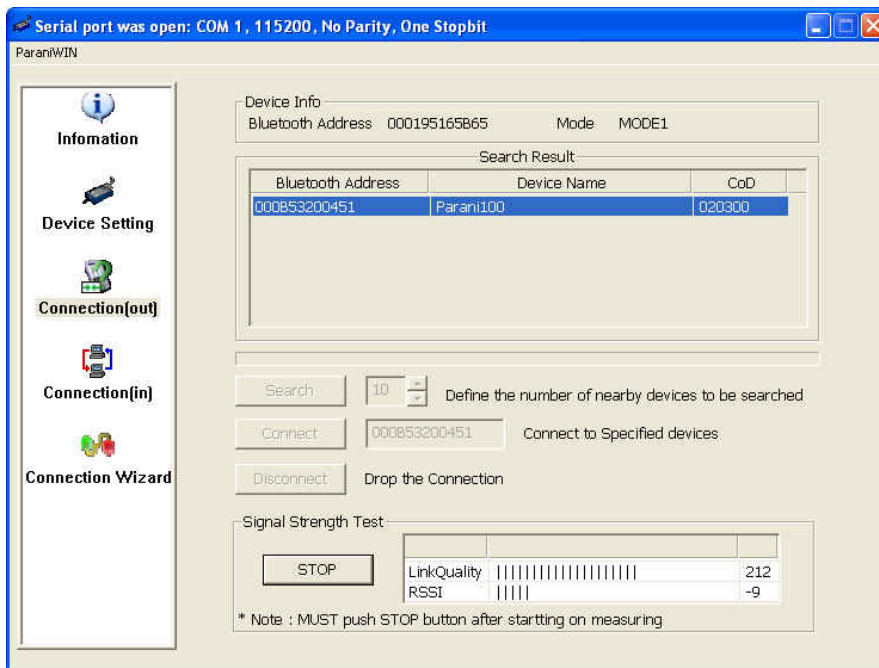 Serial port was open: COM 1, 115200, No Parity, One Stopbit
ParaniWIN
Infomation
Device Setting
Connection(out)
Connection(in)
Connection Wizard
Device Info
Bluetooth Address 000195165B65 Mode MODE1
Search Result
Bluetooth Address Device Name CoD
000B53200451 Parani100 020300
Search 10 Define the number of nearby devices to be searched
Connect 000B53200451 Connect to Specified devices
Disconnect Drop the Connection
Signal Strength Test
STOP
LinkQuality |||||||||||||||||||| 212
RSSI ||||| -9
* Note : MUST push STOP button after startting on measuring